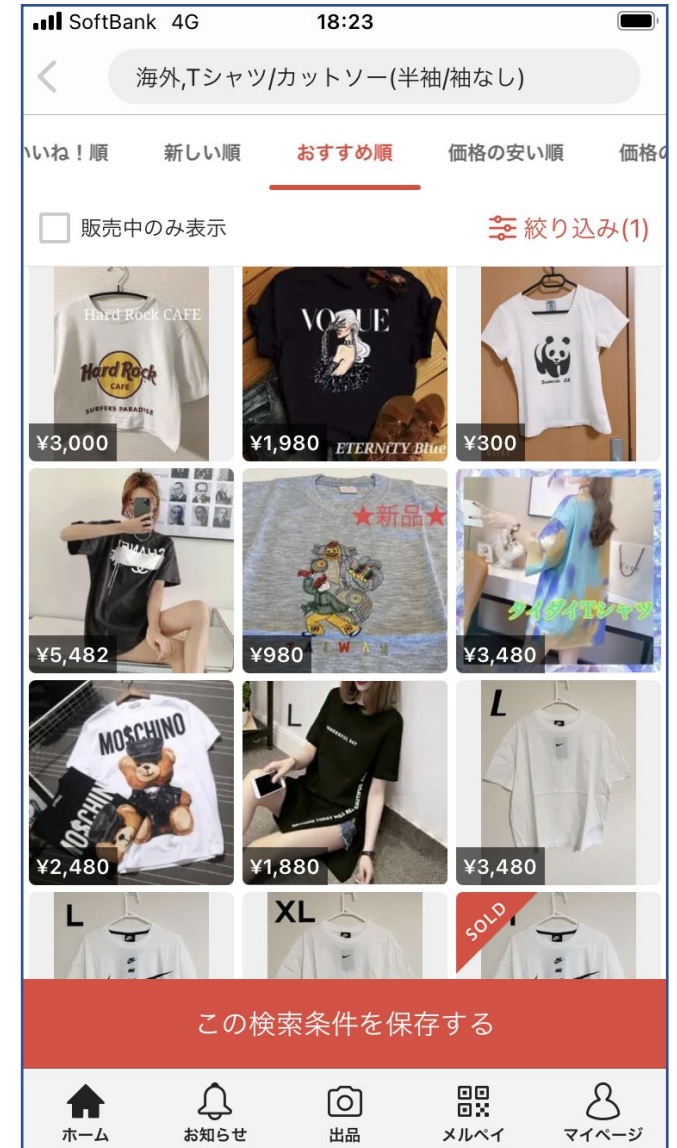 SoftBank 4G 18:23
海外,Tシャツ/カットソー(半袖/袖なし)
いいね!順 新しい順 おすすめ順 価格の安い順 価格の
販売中のみ表示 絞り込み(1)
Hard Rock CAFE
Hard Rock
CAFE
SURFERS PARADISE
¥3,000
VOGUE
ETERNiTY Blue
¥1,980
¥300
¥5,482
★新品★
TAIWAN
¥980
タイダイTシャツ
¥3,480
MOSCHINO
MOSCHIN
¥2,480
L
WONDERFUL DAY
¥1,880
L
¥3,480
L
XL
SOLD
この検索条件を保存する
ホーム お知らせ 出品 メルペイ マイページ